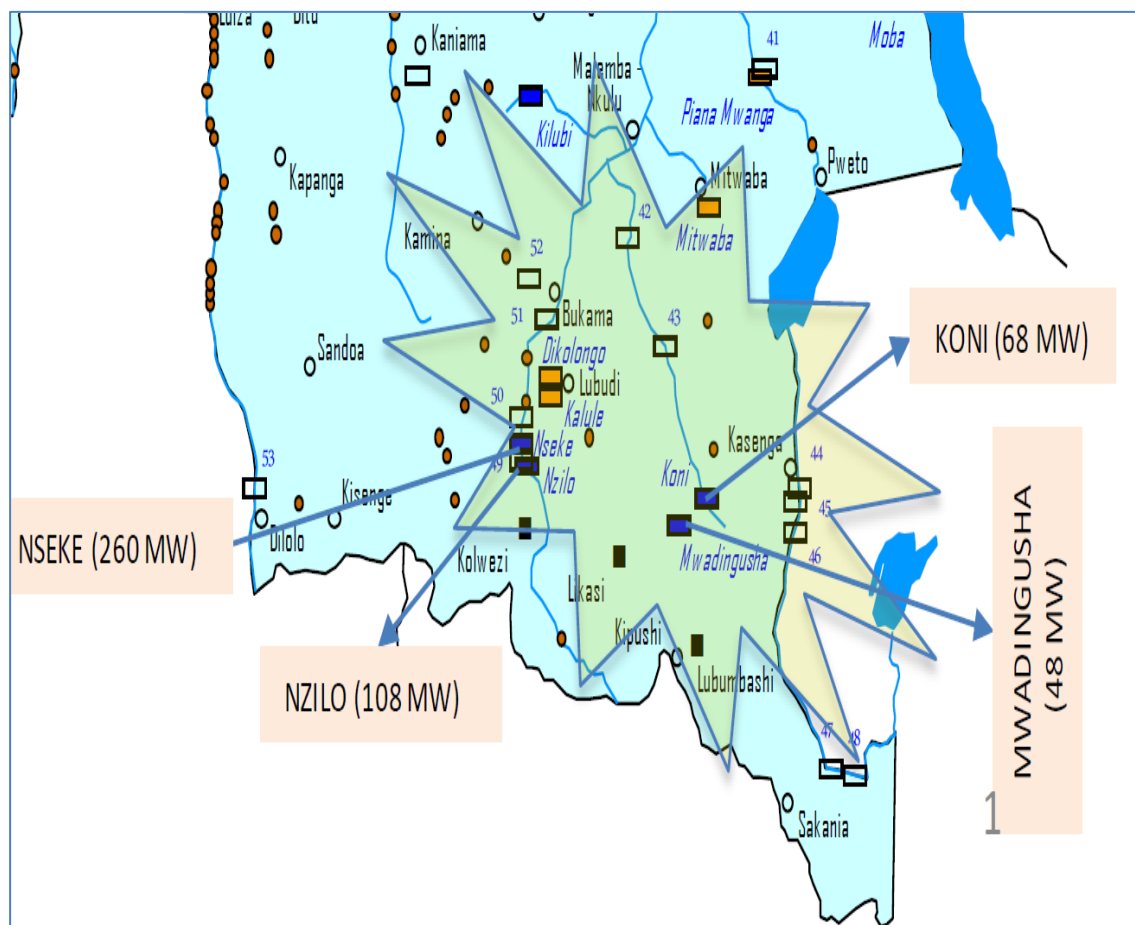 Luiza
Kaniama
41
Moba
Malemba -
Nkulu
Kilubi
Piana Mwanga
Kapanga
Mitwaba
Pweto
Kamina
42
Mitwaba
52
Bukama
51
43
KONI (68 MW)
Sandoa
Dikolongo
Lubudi
50
Kalule
Nseke
Kasenga
44
53
49
Nzilo
Koni
45
Kisenge
Dilolo
NSEKE (260 MW)
Kolwezi
Mwadingusha
46
Likasi
MWADINGUSHA
(48 MW)
Kipushi
Lubumbashi
NZILO (108 MW)
47
48
1
Sakania